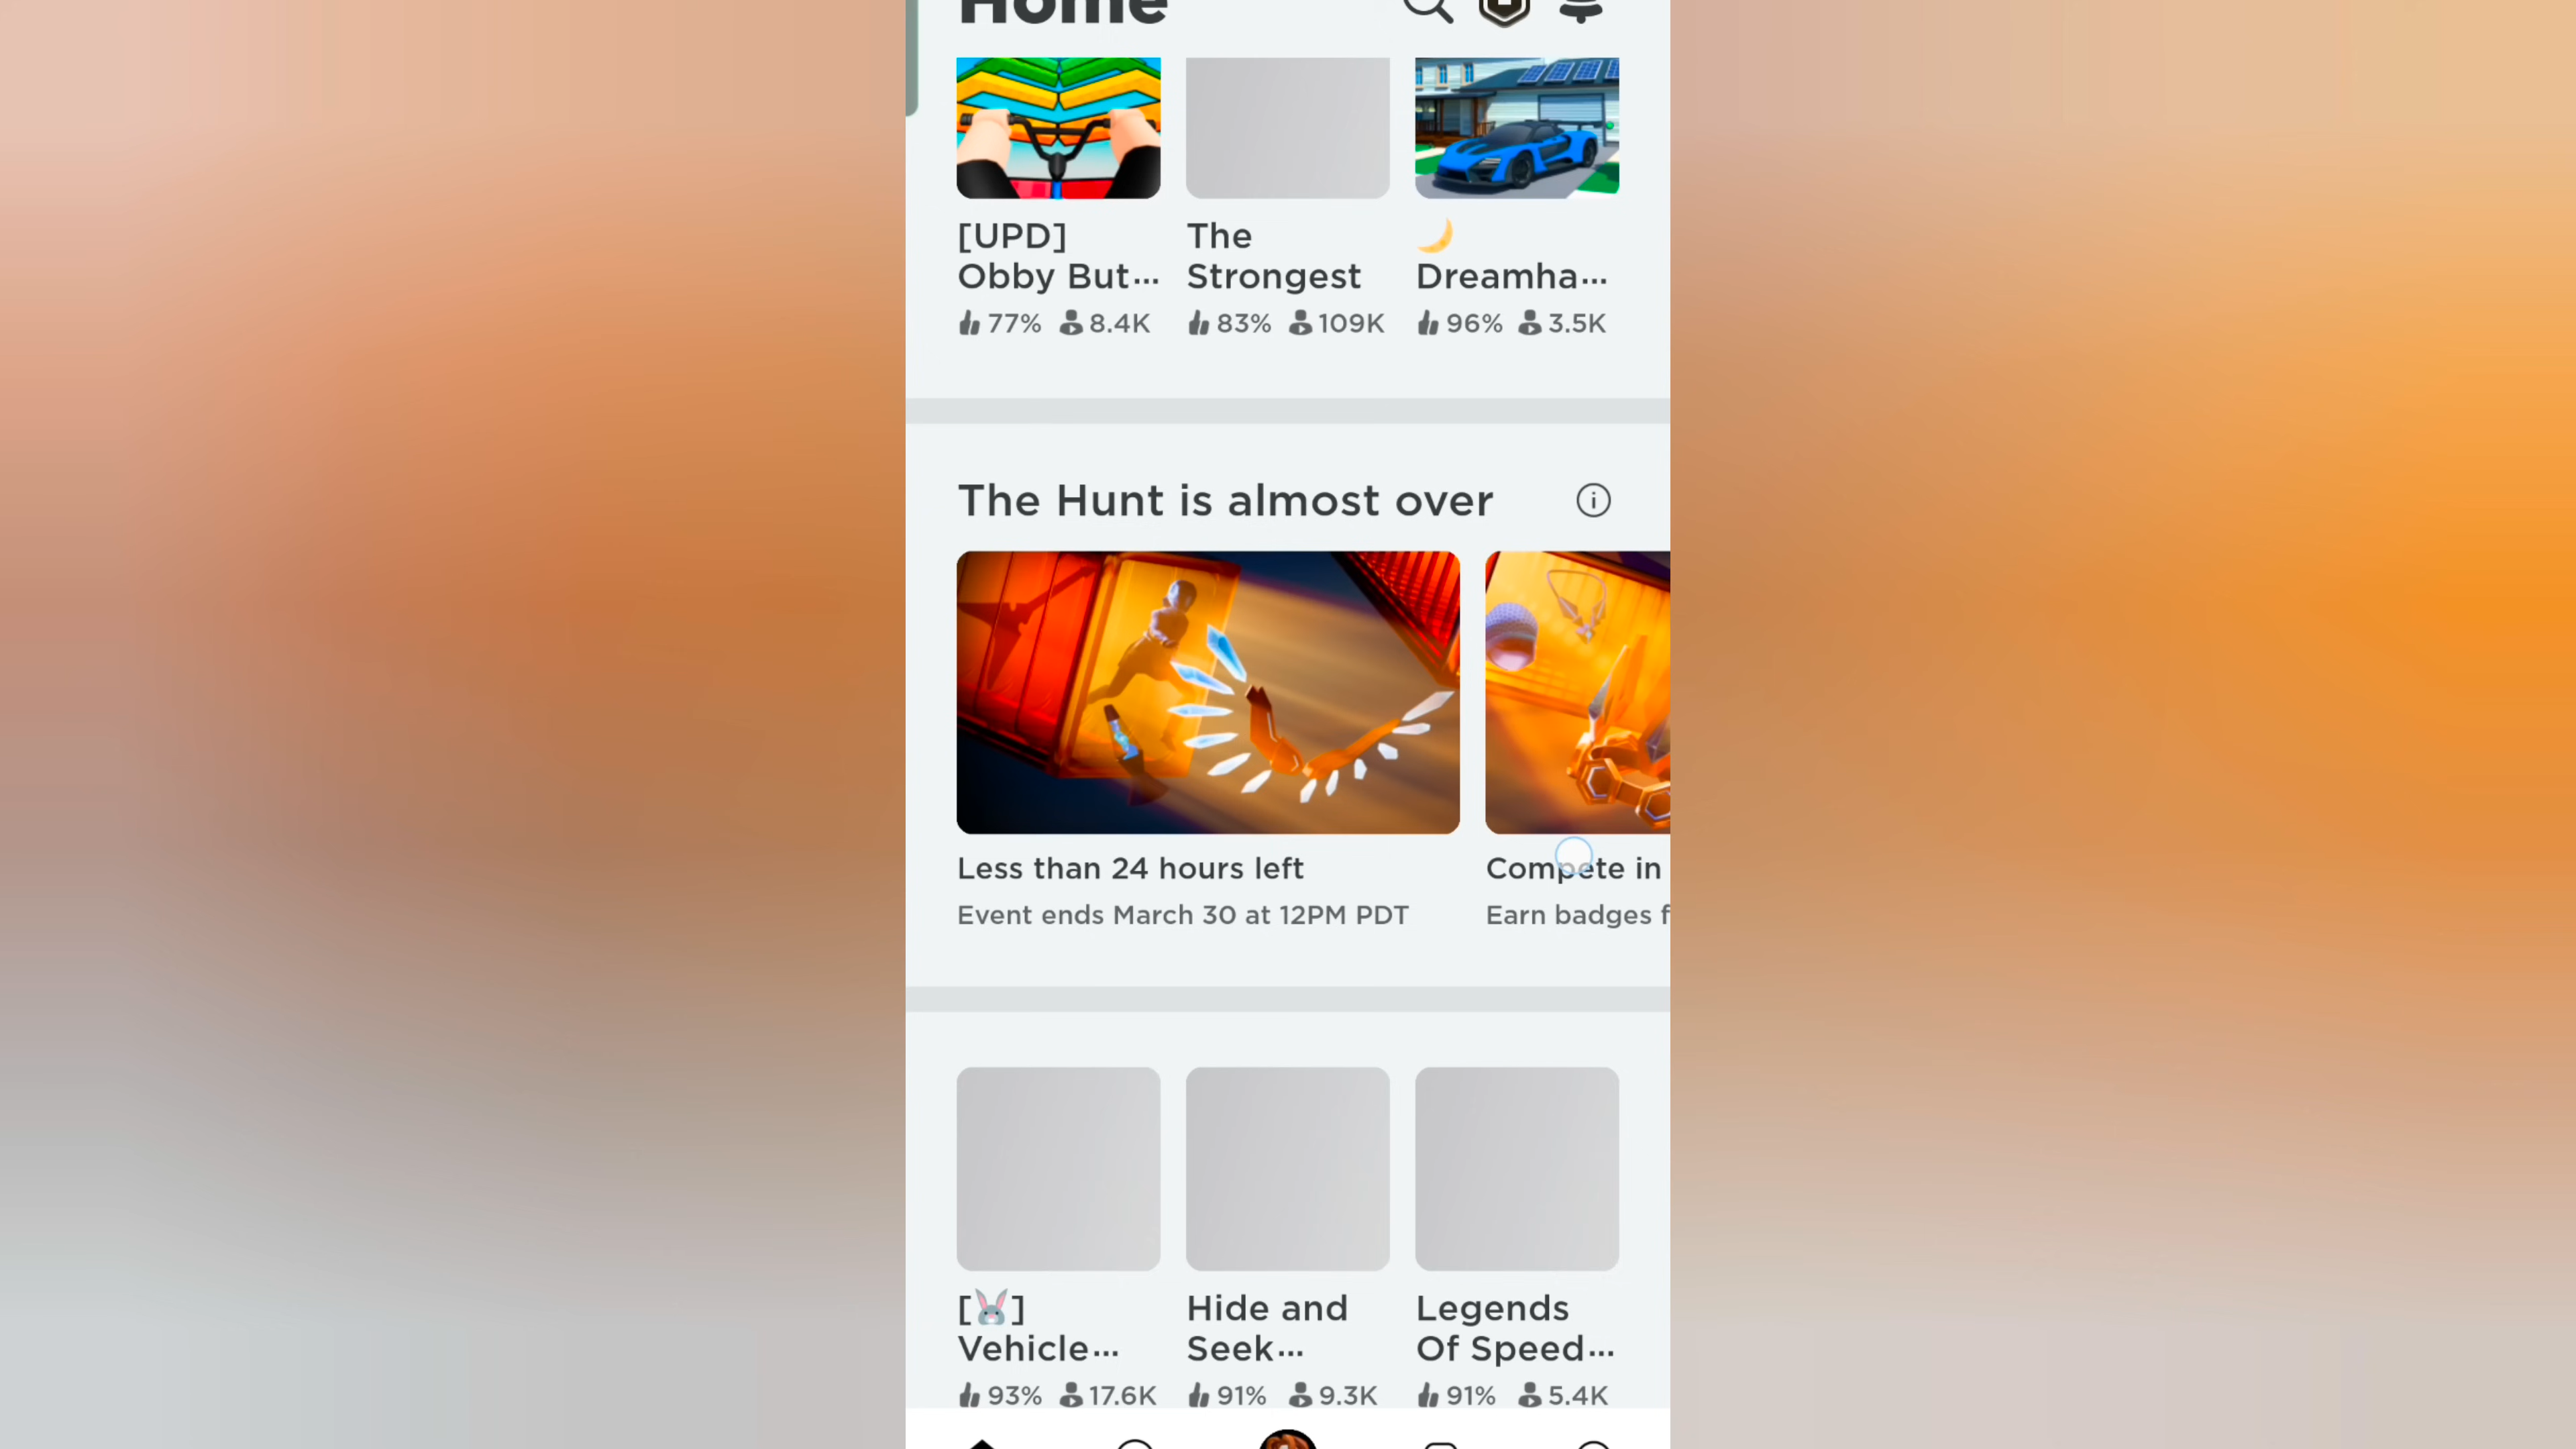 Home
[UPD]
Obby But...
77% 8.4K
The
Strongest
83% 109K
🌙
Dreamha...
96% 3.5K
The Hunt is almost over
Less than 24 hours left
Event ends March 30 at 12PM PDT
Compete in
Earn badges f
[🐰]
Vehicle...
93% 17.6K
Hide and
Seek...
91% 9.3K
Legends
Of Speed...
91% 5.4K